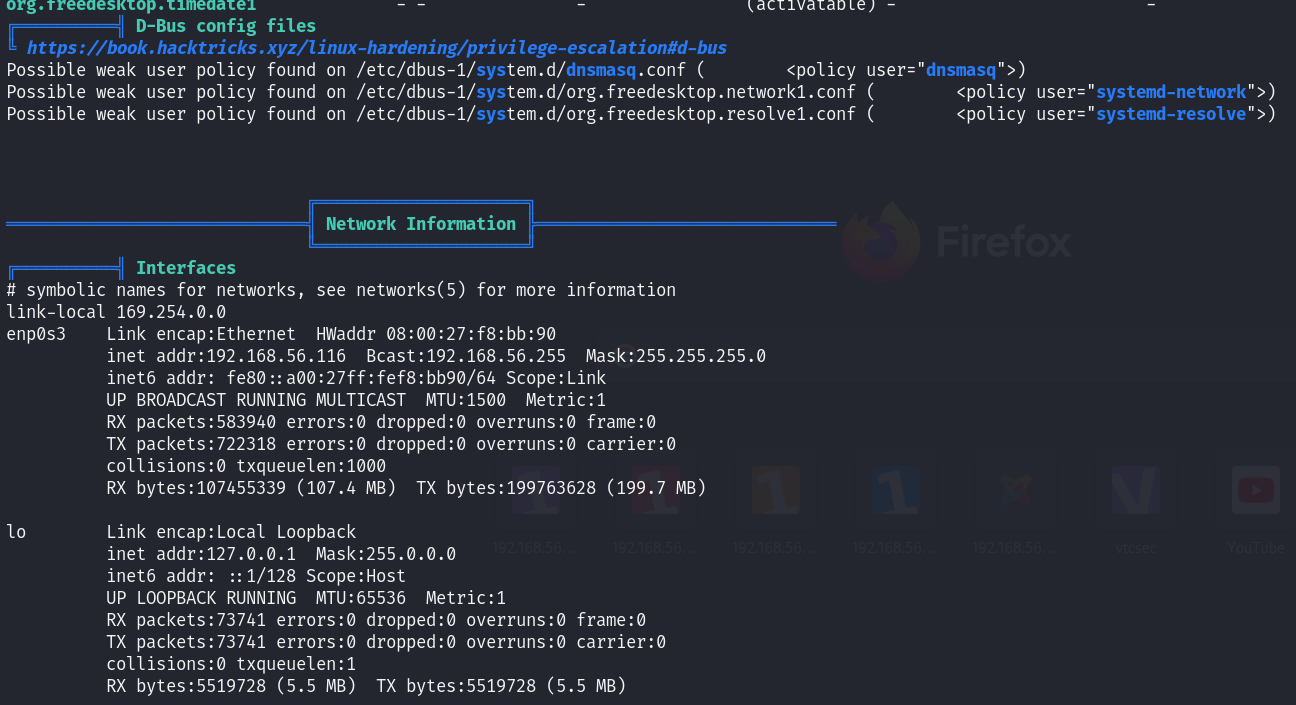 org.freedesktop.timedate1 - - - (activatable) - -
D-Bus config files
https://book.hacktricks.xyz/linux-hardening/privilege-escalation#d-bus
Possible weak user policy found on /etc/dbus-1/system.d/dnsmasq.conf (        <policy user="dnsmasq">)
Possible weak user policy found on /etc/dbus-1/system.d/org.freedesktop.network1.conf (        <policy user="systemd-network">)
Possible weak user policy found on /etc/dbus-1/system.d/org.freedesktop.resolve1.conf (        <policy user="systemd-resolve">)
Network Information
Firefox
Interfaces
# symbolic names for networks, see networks(5) for more information
link-local 169.254.0.0
enp0s3    Link encap:Ethernet  HWaddr 08:00:27:f8:bb:90
inet addr:192.168.56.116  Bcast:192.168.56.255  Mask:255.255.255.0
inet6 addr: fe80::a00:27ff:fef8:bb90/64 Scope:Link
UP BROADCAST RUNNING MULTICAST  MTU:1500  Metric:1
RX packets:583940 errors:0 dropped:0 overruns:0 frame:0
TX packets:722318 errors:0 dropped:0 overruns:0 carrier:0
collisions:0 txqueuelen:1000
RX bytes:107455339 (107.4 MB)  TX bytes:199763628 (199.7 MB)
lo        Link encap:Local Loopback
inet addr:127.0.0.1  Mask:255.0.0.0
inet6 addr: ::1/128 Scope:Host
UP LOOPBACK RUNNING  MTU:65536  Metric:1
RX packets:73741 errors:0 dropped:0 overruns:0 frame:0
TX packets:73741 errors:0 dropped:0 overruns:0 carrier:0
collisions:0 txqueuelen:1
RX bytes:5519728 (5.5 MB)  TX bytes:5519728 (5.5 MB)
192.168.56... 192.168.56... 192.168.56... 192.168.56... 192.168.56... vtcsec YouTube